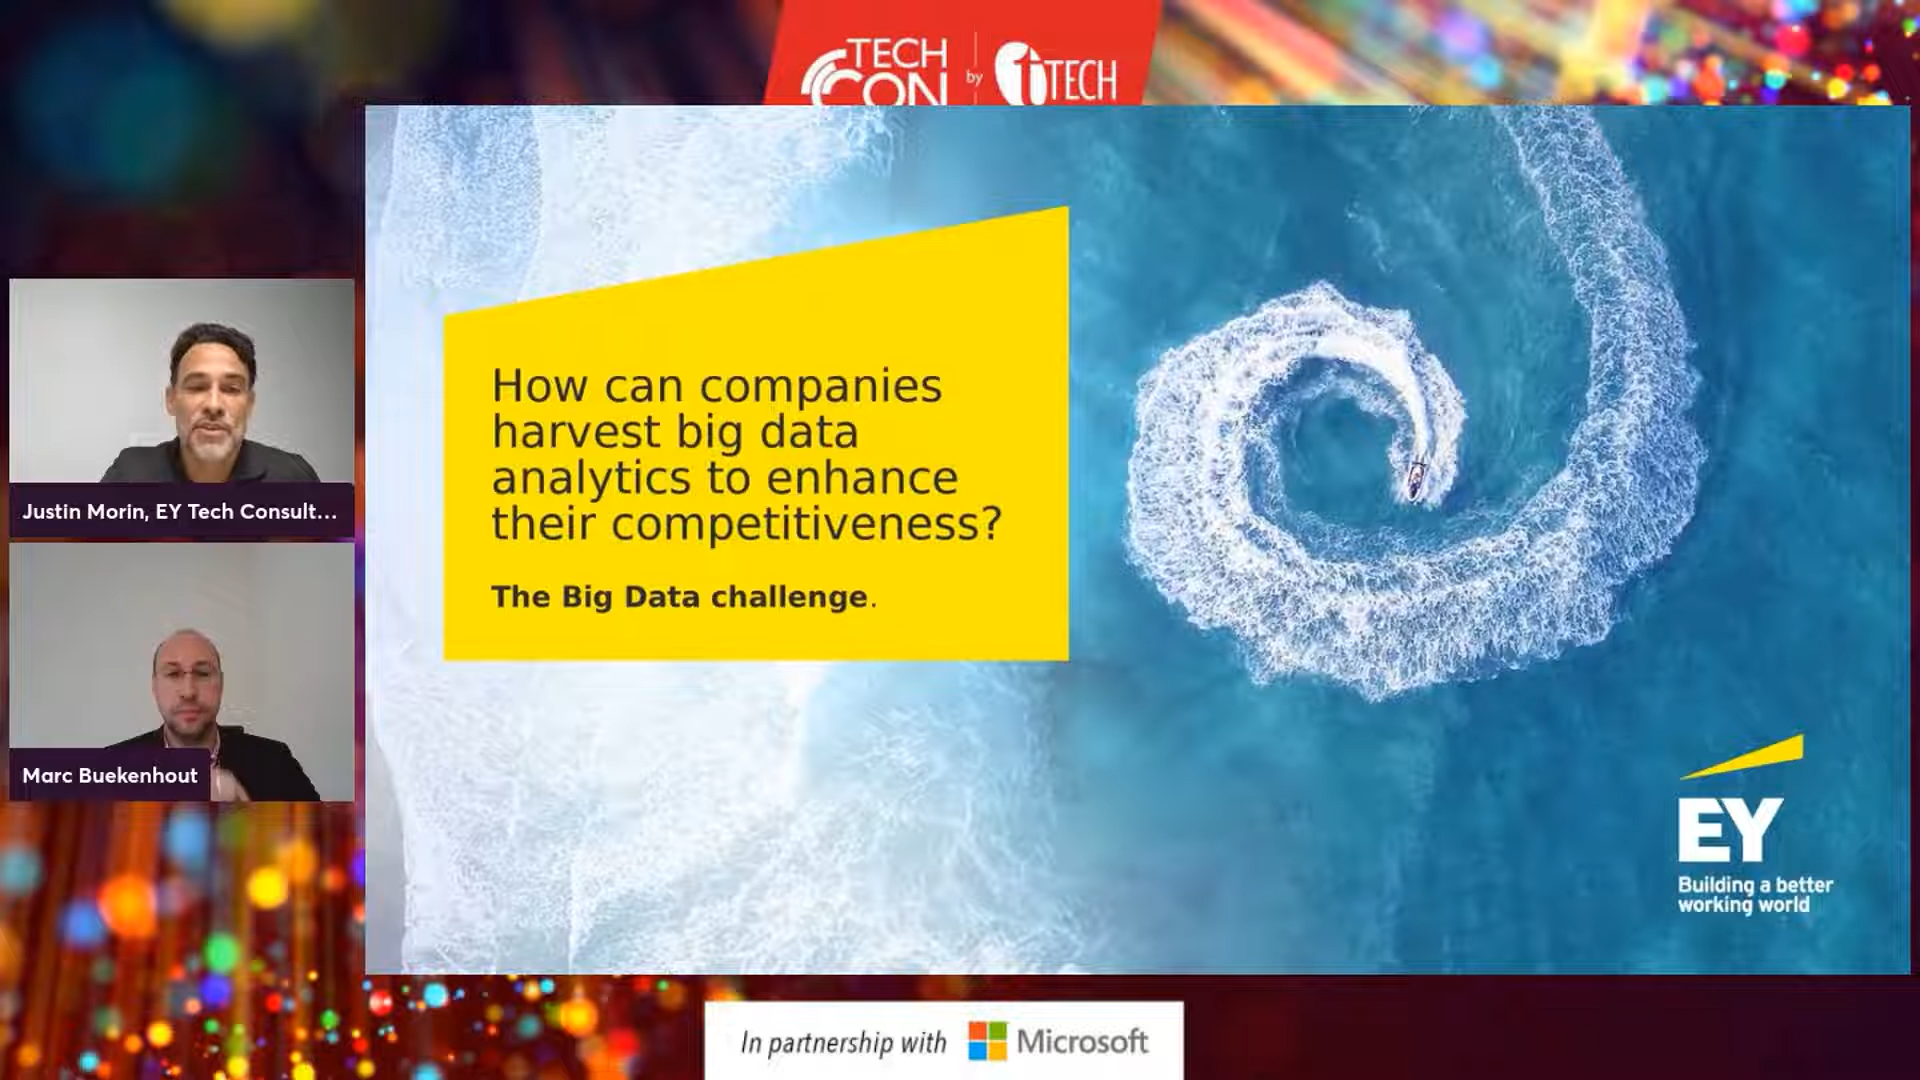 TECH
CON
by
1TECH
How can companies
harvest big data
analytics to enhance
their competitiveness?
The Big Data challenge.
Justin Morin, EY Tech Consult...
Marc Buekenhout
EY
Building a better
working world
In partnership with Microsoft